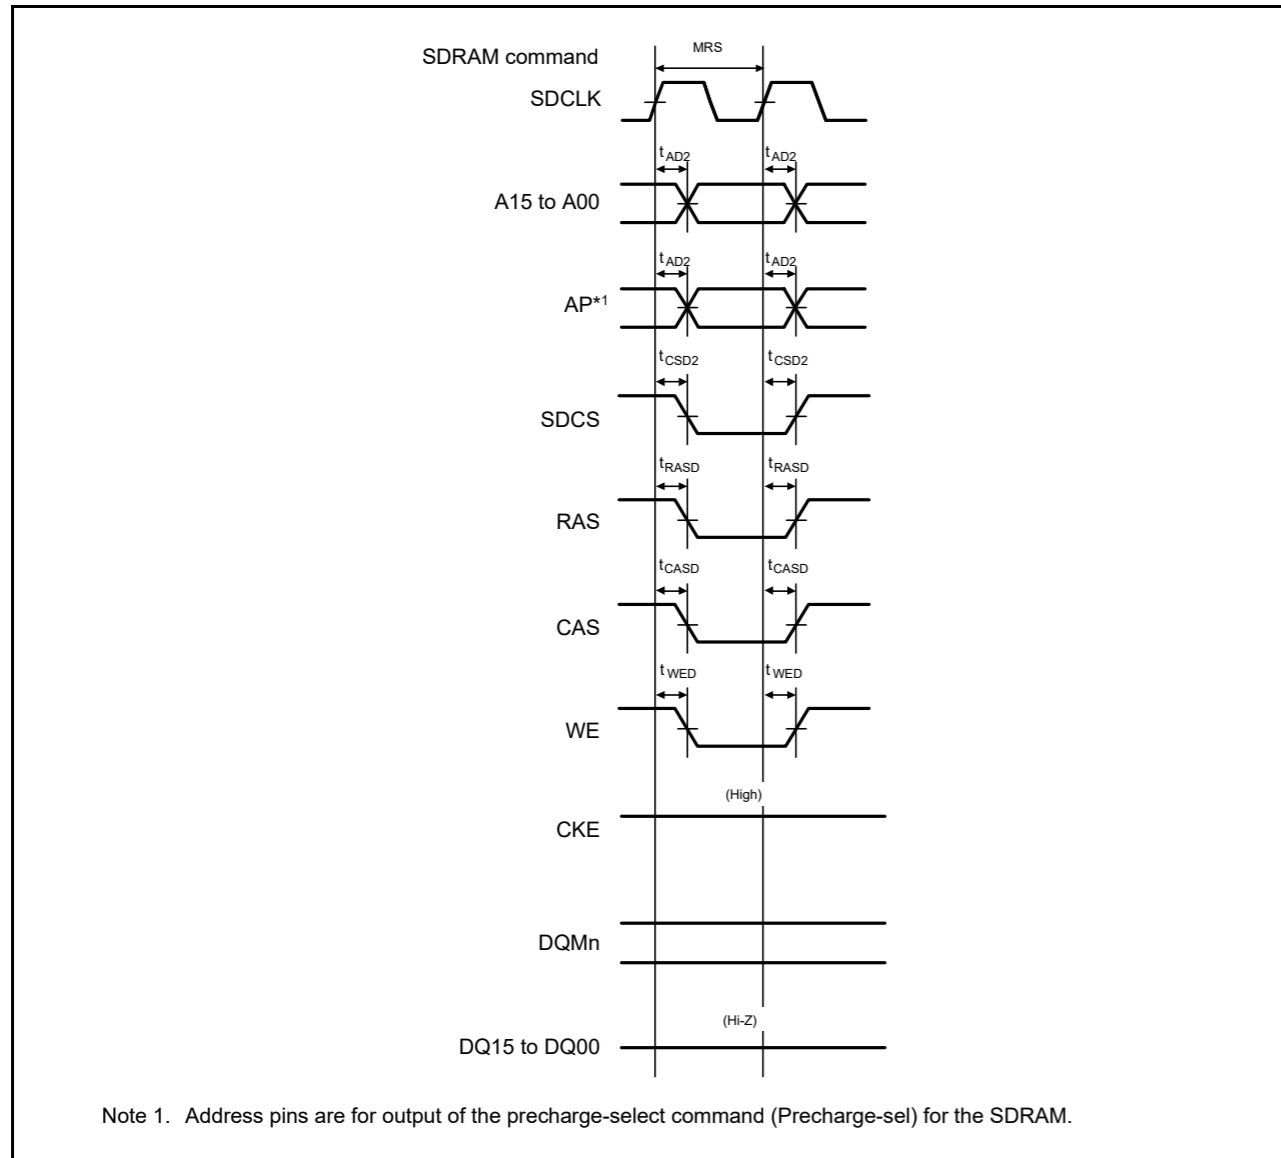 SDRAM command MRS
SDCLK
tAD2 tAD2
A15 to A00
tAD2 tAD2
AP*1
tCSD2 tCSD2
SDCS
tRASD tRASD
RAS
tCASD tCASD
CAS
tWED tWED
WE
(High)
CKE
DQMn
(Hi-Z)
DQ15 to DQ00
Note 1. Address pins are for output of the precharge-select command (Precharge-sel) for the SDRAM.